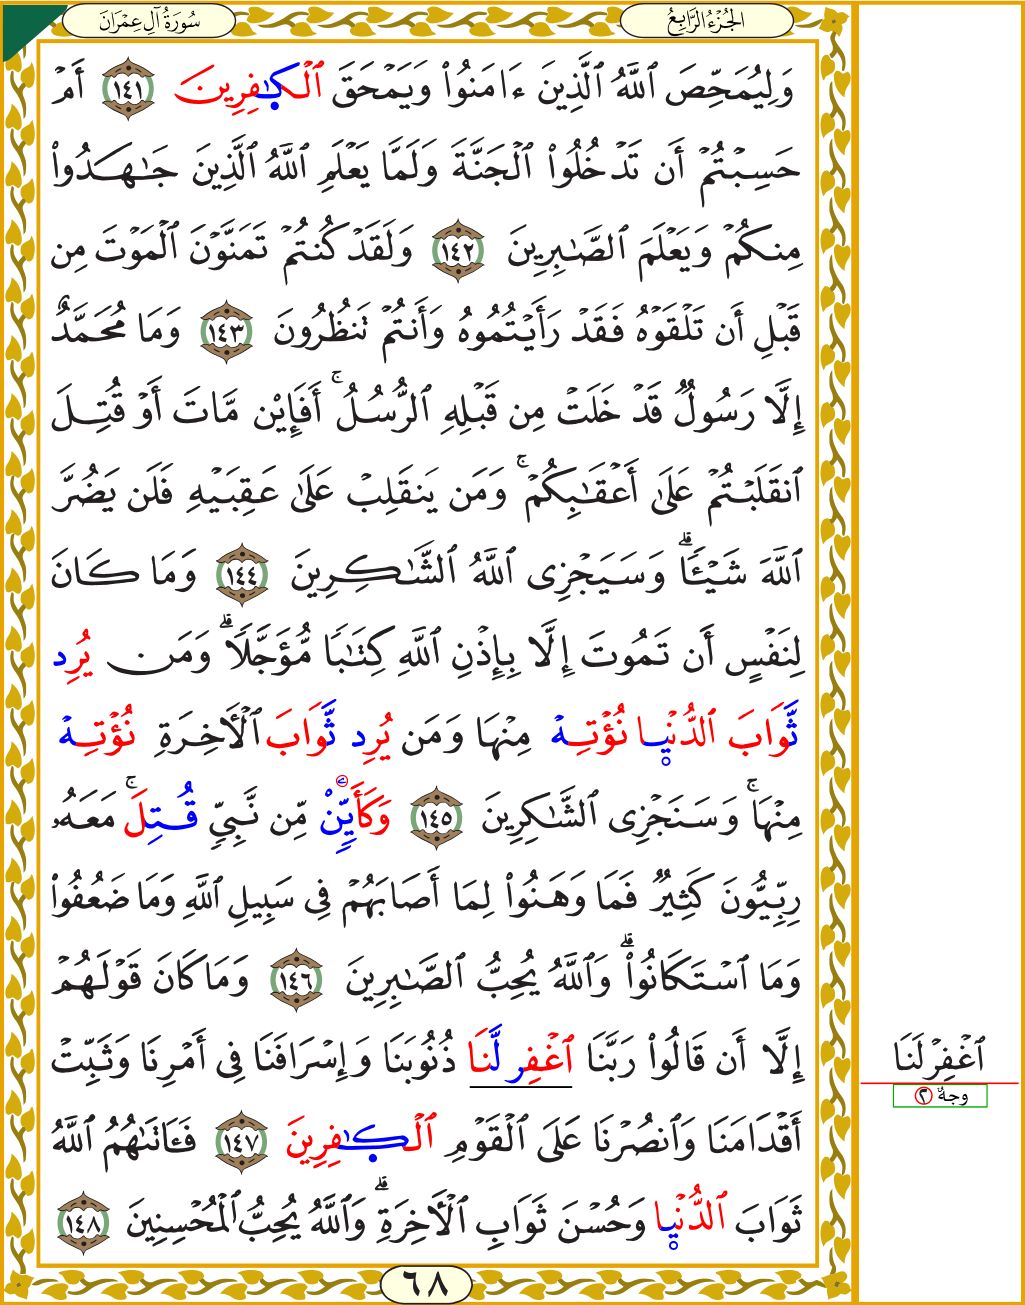 الجُزْءُ الرَّابِعُ
سُورَةُ آلِ عِمْرَانَ
وَلِيُمَحِّصَ ٱللَّهُ ٱلَّذِينَ ءَامَنُوا۟ وَيَمْحَقَ ٱلْكَـٰفِرِينَ ١٤١ أَمْ
حَسِبْتُمْ أَن تَدْخُلُوا۟ ٱلْجَنَّةَ وَلَمَّا يَعْلَمِ ٱللَّهُ ٱلَّذِينَ جَـٰهَدُوا۟
مِنكُمْ وَيَعْلَمَ ٱلصَّـٰبِرِينَ ١٤٢ وَلَقَدْ كُنتُمْ تَمَنَّوْنَ ٱلْمَوْتَ مِن
قَبْلِ أَن تَلْقَوْهُ فَقَدْ رَأَيْتُمُوهُ وَأَنتُمْ تَنظُرُونَ ١٤٣ وَمَا مُحَمَّدٌ
إِلَّا رَسُولٌ قَدْ خَلَتْ مِن قَبْلِهِ ٱلرُّسُلُ ۚ أَفَإِي۟ن مَّاتَ أَوْ قُتِلَ
ٱنقَلَبْتُمْ عَلَىٰ أَعْقَـٰبِكُمْ ۚ وَمَن يَنقَلِبْ عَلَىٰ عَقِبَيْهِ فَلَن يَضُرَّ
ٱللَّهَ شَيْـًٔا ۗ وَسَيَجْزِى ٱللَّهُ ٱلشَّـٰكِرِينَ ١٤٤ وَمَا كَانَ
لِنَفْسٍ أَن تَمُوتَ إِلَّا بِإِذْنِ ٱللَّهِ كِتَـٰبًا مُّؤَجَّلًا ۗ وَمَن يُرِد
ثَّوَابَ ٱلدُّنْيا نُؤْتِهْ مِنْهَا وَمَن يُرِد ثَّوَابَ ٱلْأَخِرَةِ نُؤْتِهْ
مِنْهَا ۚ وَسَنَجْزِى ٱلشَّـٰكِرِينَ ١٤٥ وَكَأَيِّنْ مِّن نَّبِىٍّ قُتِلَ ۚ مَعَهُۥ
رِبِّيُّونَ كَثِيرٌ فَمَا وَهَنُوا۟ لِمَا أَصَابَهُمْ فِى سَبِيلِ ٱللَّهِ وَمَا ضَعُفُوا۟
وَمَا ٱسْتَكَانُوا۟ ۗ وَٱللَّهُ يُحِبُّ ٱلصَّـٰبِرِينَ ١٤٦ وَمَا كَانَ قَوْلَهُمْ
إِلَّا أَن قَالُوا۟ رَبَّنَا ٱغْفِر لَّنَا ذُنُوبَنَا وَإِسْرَافَنَا فِى أَمْرِنَا وَثَبِّتْ
أَقْدَامَنَا وَٱنصُرْنَا عَلَى ٱلْقَوْمِ ٱلْكَـٰفِرِينَ ١٤٧ فَـَٔاتَىٰهُمُ ٱللَّهُ
ثَوَابَ ٱلدُّنْيا وَحُسْنَ ثَوَابِ ٱلْأَخِرَةِ ۗ وَٱللَّهُ يُحِبُّ ٱلْمُحْسِنِينَ ١٤٨
ٱغْفِرْ لَنَا
وجهٌ ٢
٦٨